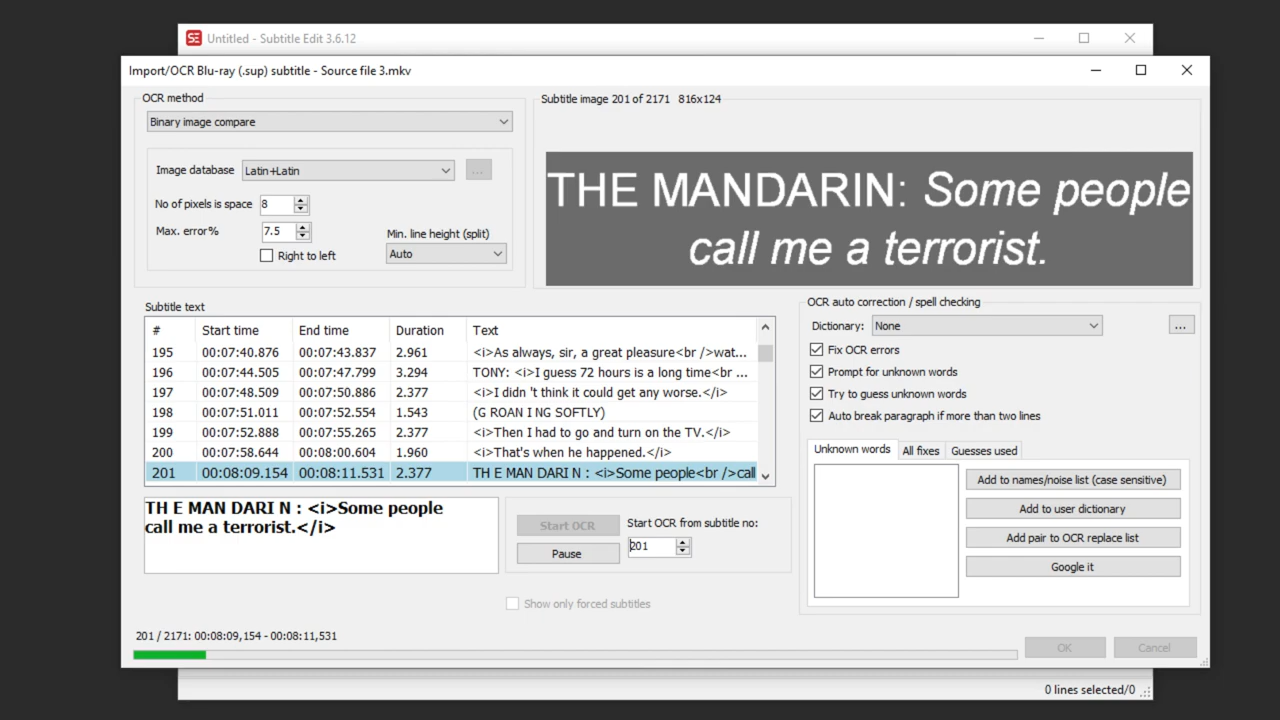 Untitled - Subtitle Edit 3.6.12
Import/OCR Blu-ray (.sup) subtitle - Source file 3.mkv
OCR method
Binary image compare
Image database Latin+Latin ...
No of pixels is space 8
Max. error% 7.5
Right to left
Min. line height (split)
Auto
Subtitle image 201 of 2171 816x124
THE MANDARIN: Some people
call me a terrorist.
Subtitle text
# Start time End time Duration Text
195 00:07:40.876 00:07:43.837 2.961 <i>As always, sir, a great pleasure<br />wat...
196 00:07:44.505 00:07:47.799 3.294 TONY: <i>I guess 72 hours is a long time<br ...
197 00:07:48.509 00:07:50.886 2.377 <i>I didn 't think it could get any worse.</i>
198 00:07:51.011 00:07:52.554 1.543 (G ROAN I NG SOFTLY)
199 00:07:52.888 00:07:55.265 2.377 <i>Then I had to go and turn on the TV.</i>
200 00:07:58.644 00:08:00.604 1.960 <i>That's when he happened.</i>
201 00:08:09.154 00:08:11.531 2.377 TH E MAN DARI N : <i>Some people<br />call
TH E MAN DARI N : <i>Some people
call me a terrorist.</i>
Start OCR
Pause
Start OCR from subtitle no:
201
Show only forced subtitles
OCR auto correction / spell checking
Dictionary: None ...
Fix OCR errors
Prompt for unknown words
Try to guess unknown words
Auto break paragraph if more than two lines
Unknown words All fixes Guesses used
Add to names/noise list (case sensitive)
Add to user dictionary
Add pair to OCR replace list
Google it
201 / 2171: 00:08:09,154 - 00:08:11,531
OK Cancel
0 lines selected/0